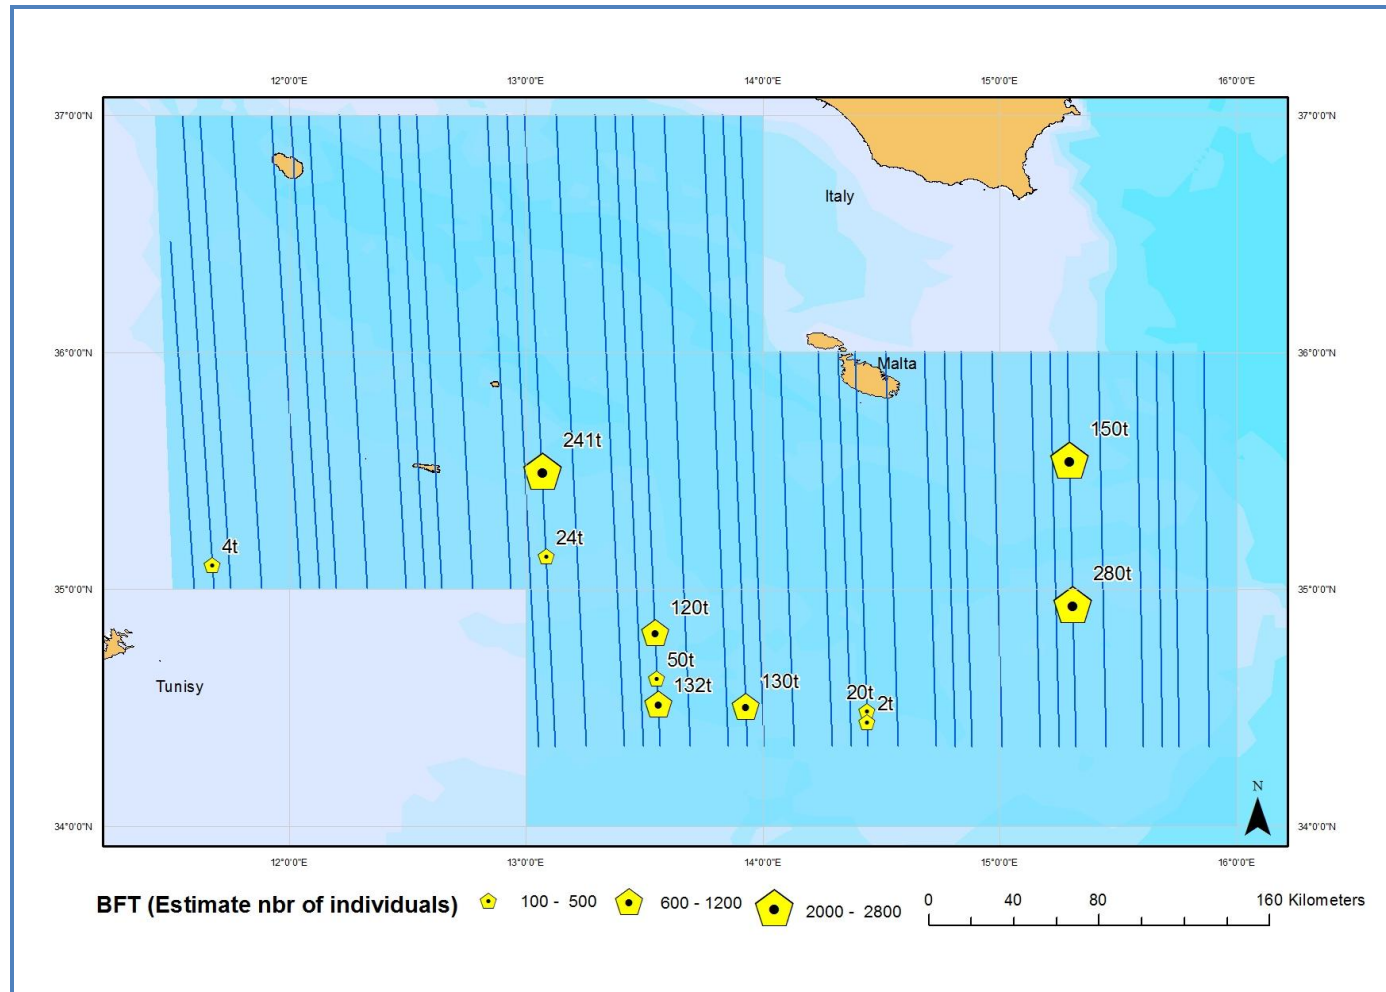 12°0'0"E 13°0'0"E 14°0'0"E 15°0'0"E 16°0'0"E
37°0'0"N 37°0'0"N
Italy
36°0'0"N 36°0'0"N
Malta
150t
241t
24t
4t
280t
35°0'0"N 35°0'0"N
120t
50t
132t
130t
20t
2t
Tunisy
N
34°0'0"N 34°0'0"N
12°0'0"E 13°0'0"E 14°0'0"E 15°0'0"E 16°0'0"E
BFT (Estimate nbr of individuals) 100 - 500 600 - 1200 2000 - 2800
0 40 80 160 Kilometers